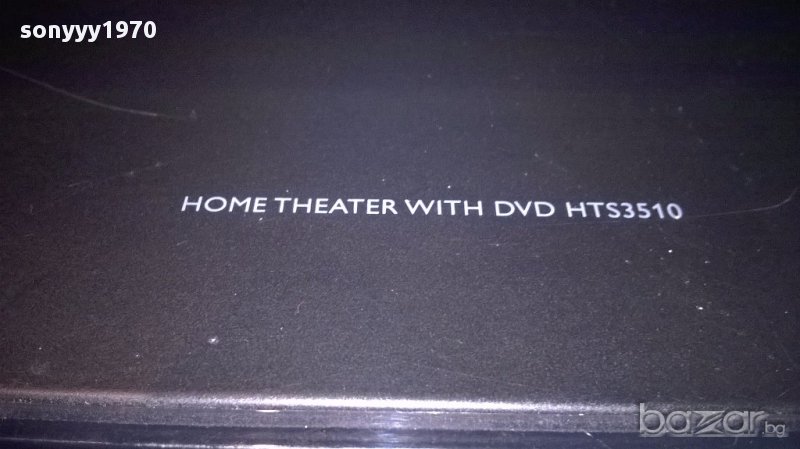 sonyyy1970
HOME THEATER WITH DVD HTS3510
bazar.bg